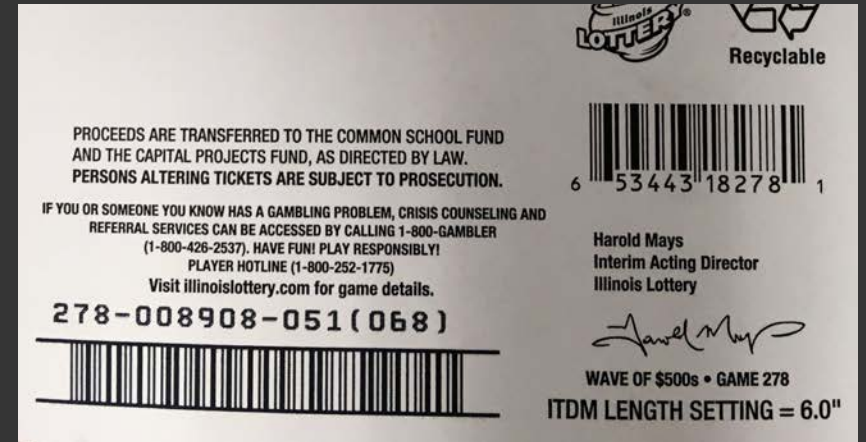 Illinois
LOTTERY®
Recyclable
PROCEEDS ARE TRANSFERRED TO THE COMMON SCHOOL FUND
AND THE CAPITAL PROJECTS FUND, AS DIRECTED BY LAW.
PERSONS ALTERING TICKETS ARE SUBJECT TO PROSECUTION.
IF YOU OR SOMEONE YOU KNOW HAS A GAMBLING PROBLEM, CRISIS COUNSELING AND
REFERRAL SERVICES CAN BE ACCESSED BY CALLING 1-800-GAMBLER
(1-800-426-2537). HAVE FUN! PLAY RESPONSIBLY!
PLAYER HOTLINE (1-800-252-1775)
Visit illinoislottery.com for game details.
278-008908-051(068)
6 53443 18278 1
Harold Mays
Interim Acting Director
Illinois Lottery
Harold Mays
WAVE OF $500s • GAME 278
ITDM LENGTH SETTING = 6.0"